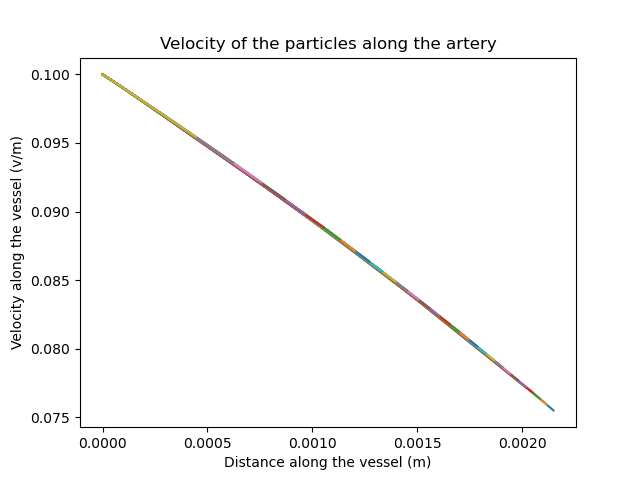 Velocity of the particles along the artery
0.100
0.095
0.090
0.085
0.080
0.075
Velocity along the vessel (v/m)
0.0000 0.0005 0.0010 0.0015 0.0020
Distance along the vessel (m)